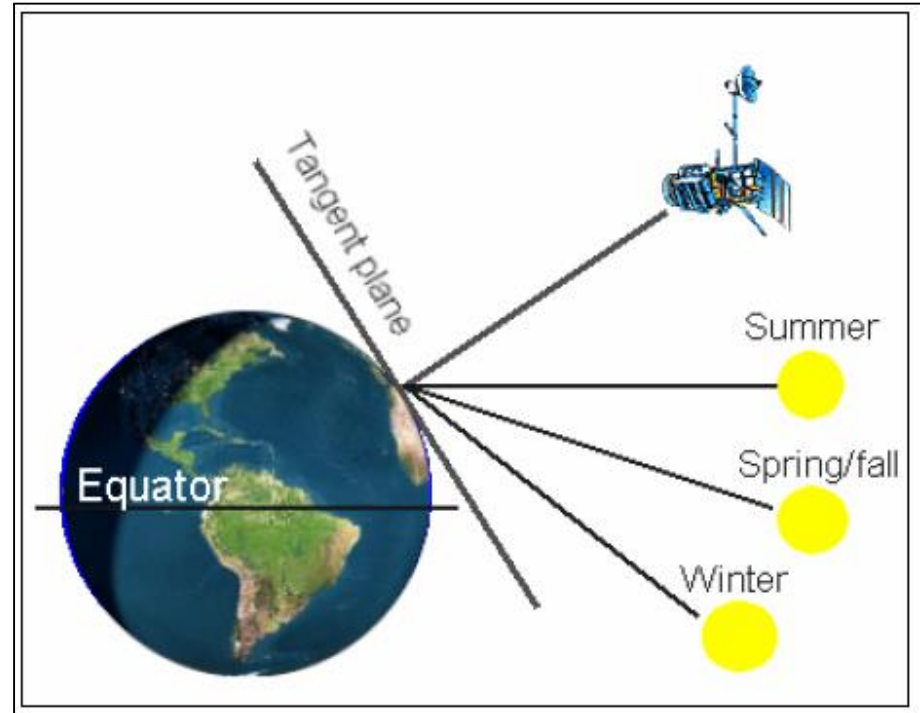 Tangent plane
Summer
Spring/fall
Equator
Winter